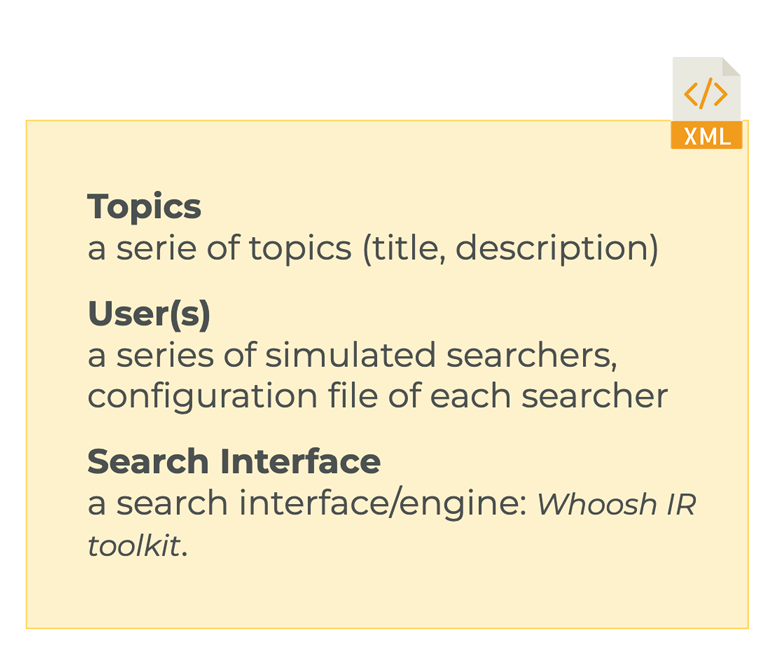 </>
XML
Topics
a serie of topics (title, description)
User(s)
a series of simulated searchers,
configuration file of each searcher
Search Interface
a search interface/engine: Whoosh IR
toolkit.